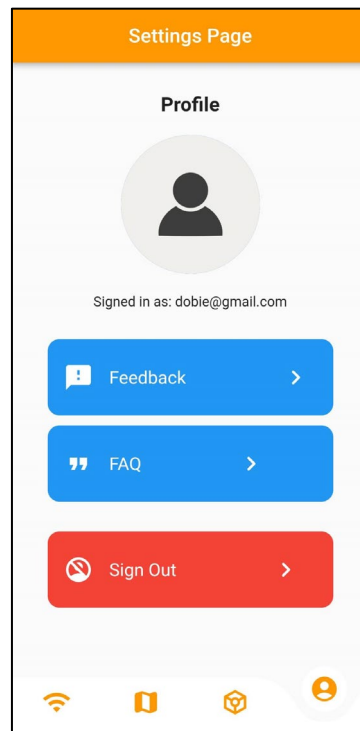 Settings Page
Profile
Signed in as: dobie@gmail.com
Feedback
FAQ
Sign Out